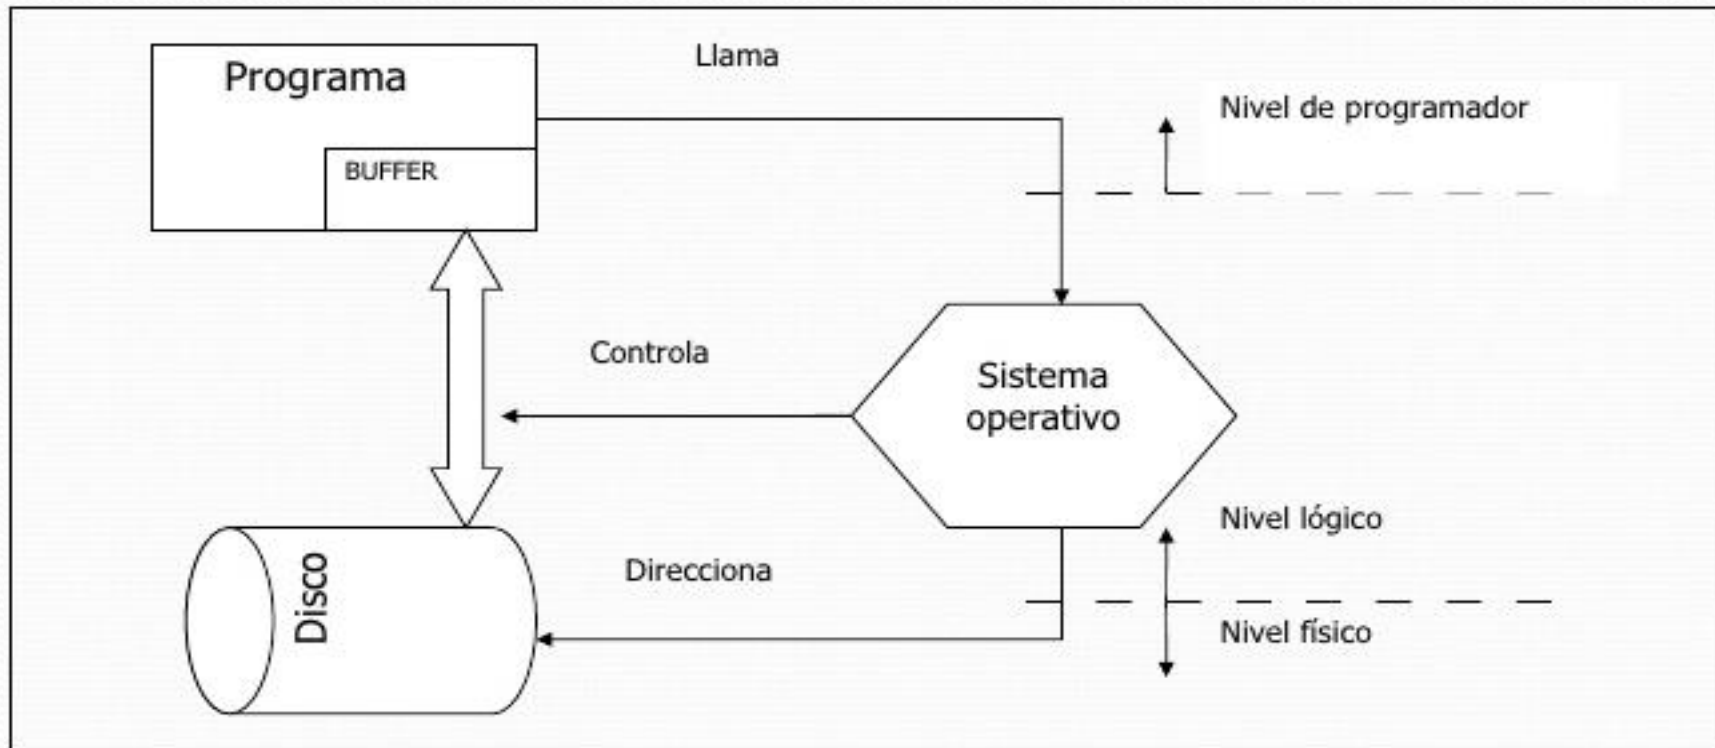 Programa
Llama
Nivel de programador
BUFFER
Controla
Sistema
operativo
Nivel lógico
Direcciona
Disco
Nivel físico